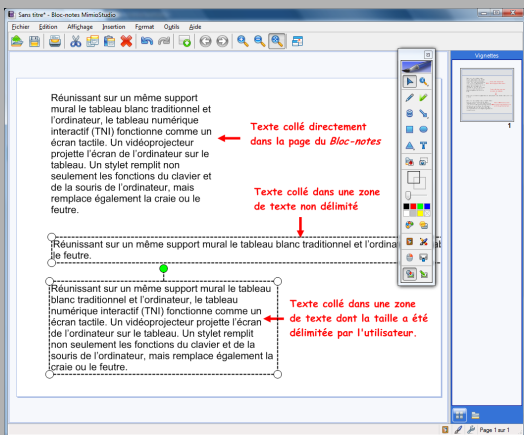 Sans titre* - Bloc-notes MimioStudio
Fichier Edition Affichage Insertion Format Outils Aide
Vignettes
1
Réunissant sur un même support
mural le tableau blanc traditionnel et
l'ordinateur, le tableau numérique
interactif (TNI) fonctionne comme un
écran tactile. Un vidéoprojecteur
projette l'écran de l'ordinateur sur le
tableau. Un stylet remplit non
seulement les fonctions du clavier et
de la souris de l'ordinateur, mais
remplace également la craie ou le
feutre.
Texte collé directement
dans la page du Bloc-notes
Texte collé dans une zone
de texte non délimité
Réunissant sur un même support mural le tableau blanc traditionnel et l'ordina
le feutre.
Réunissant sur un même support mural le tableau
blanc traditionnel et l'ordinateur, le tableau
numérique interactif (TNI) fonctionne comme un
écran tactile. Un vidéoprojecteur projette l'écran
de l'ordinateur sur le tableau. Un stylet remplit
non seulement les fonctions du clavier et de la
souris de l'ordinateur, mais remplace également la
craie ou le feutre.
Texte collé dans une zone
de texte dont la taille a été
délimitée par l'utilisateur.
Page 1 sur 1